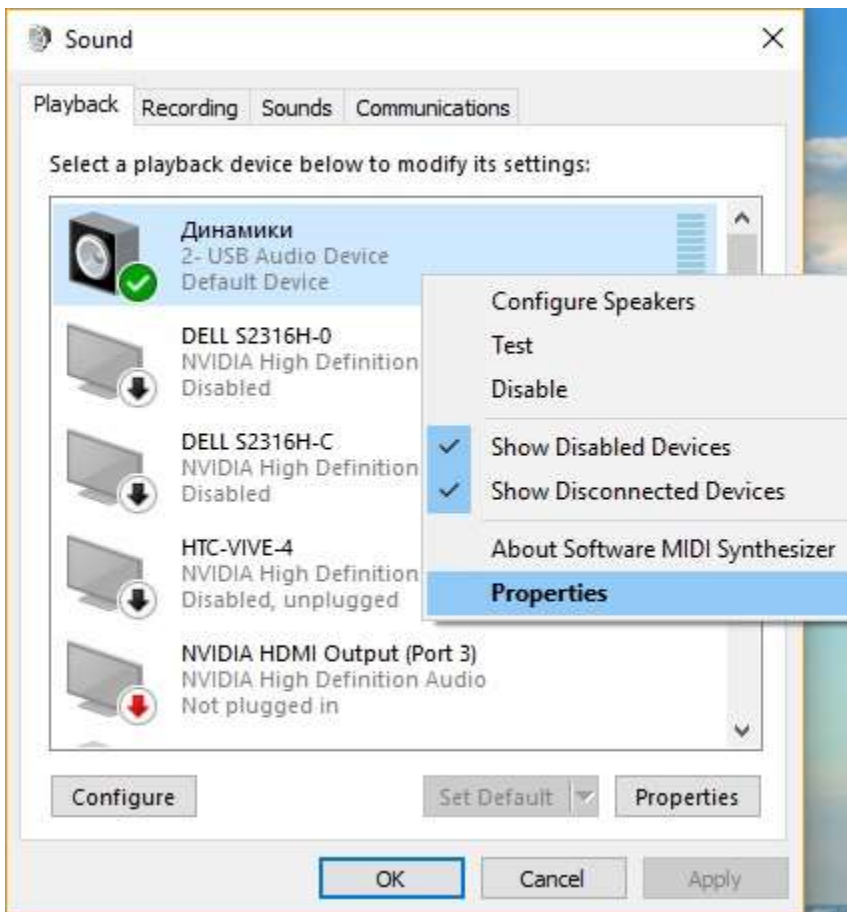 Sound
Playback Recording Sounds Communications
Select a playback device below to modify its settings:
Динамики
2- USB Audio Device
Default Device
DELL S2316H-0
NVIDIA High Definition
Disabled
DELL S2316H-C
NVIDIA High Definition
Disabled
HTC-VIVE-4
NVIDIA High Definition
Disabled, unplugged
NVIDIA HDMI Output (Port 3)
NVIDIA High Definition Audio
Not plugged in
Configure Speakers
Test
Disable
Show Disabled Devices
Show Disconnected Devices
About Software MIDI Synthesizer
Properties
Configure Set Default Properties
OK Cancel Apply